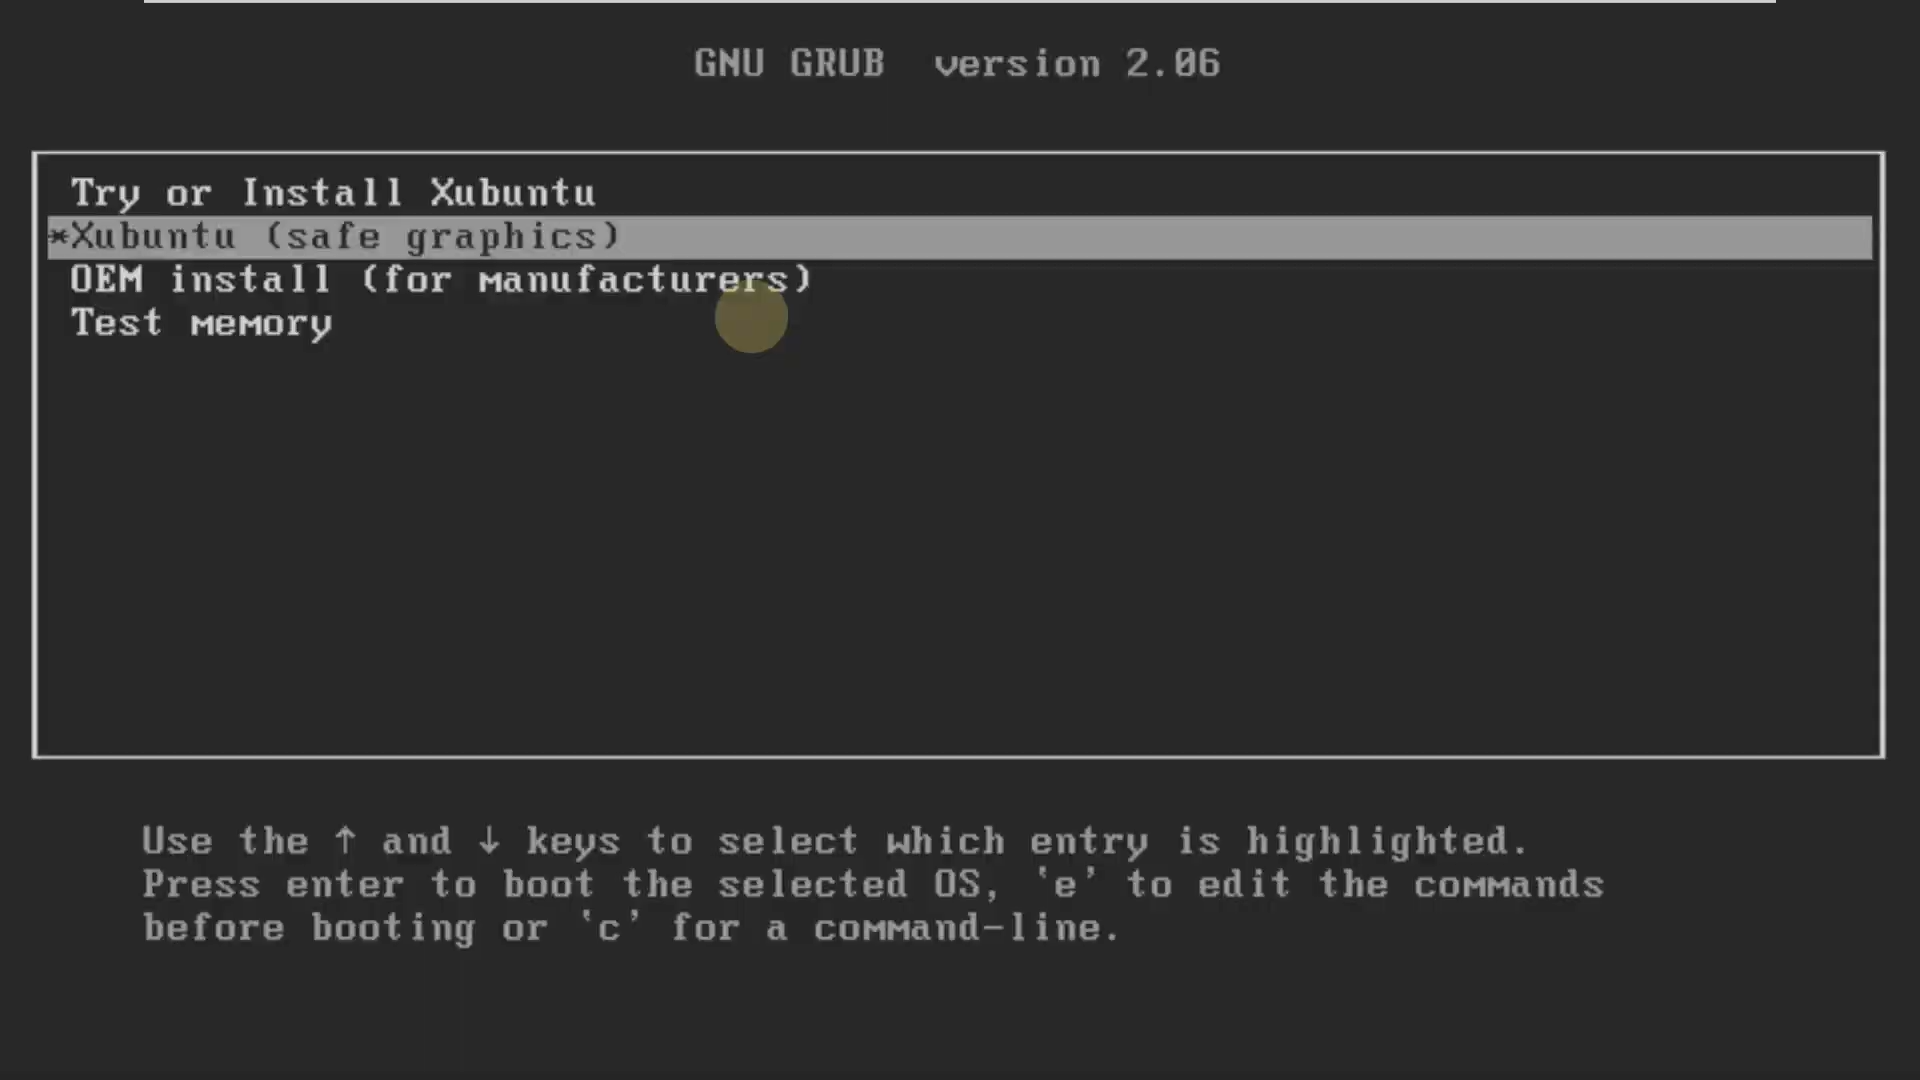 GNU GRUB  version 2.06
Try or Install Xubuntu
*Xubuntu (safe graphics)
OEM install (for manufacturers)
Test memory
Use the ↑ and ↓ keys to select which entry is highlighted.
Press enter to boot the selected OS, `e' to edit the commands
before booting or `c' for a command-line.